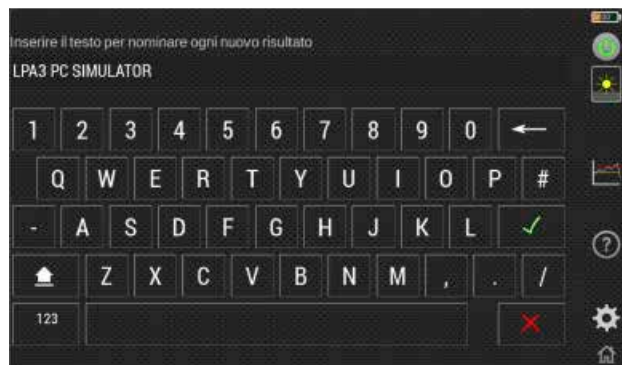 Inserire il testo per nominare ogni nuovo risultato
LPA3 PC SIMULATOR
1 2 3 4 5 6 7 8 9 0
Q W E R T Y U I O P #
- A S D F G H J K L
Z X C V B N M , . /
123